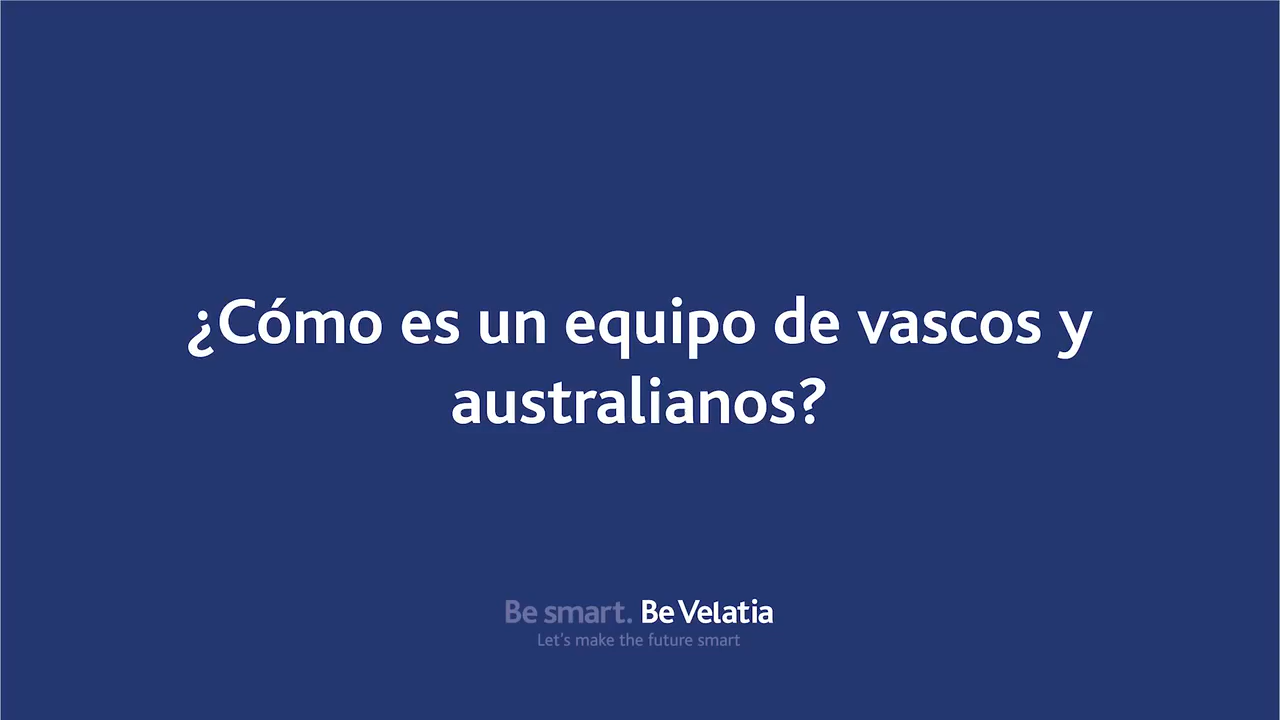 ¿Cómo es un equipo de vascos y
australianos?
Be smart. Be Velatia
Let's make the future smart